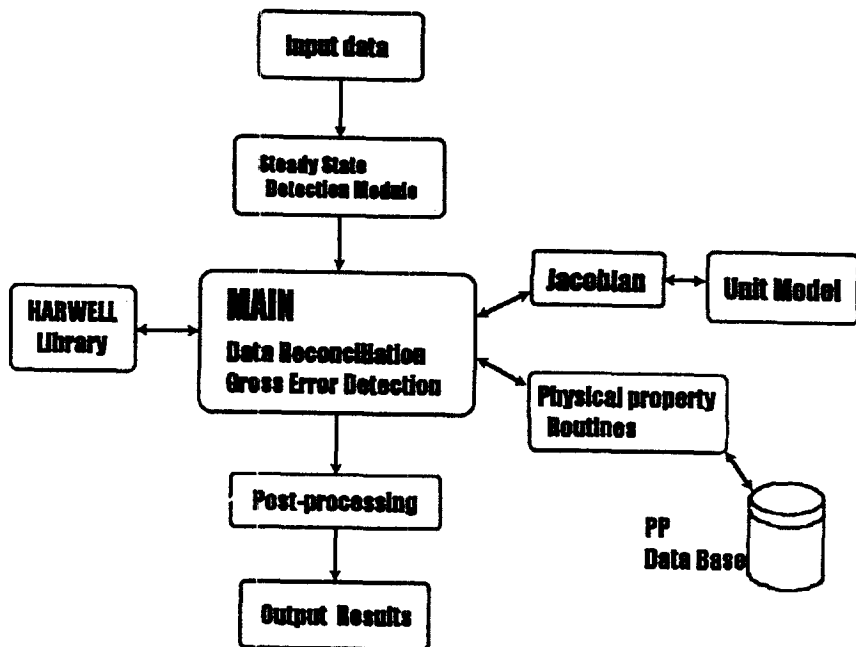 Input data
Steady State
Detection Module
MAIN
Data Reconciliation
Gross Error Detection
HARWELL
Library
Jacobian
Unit Model
Physical property
Routines
PP
Data Base
Post-processing
Output Results